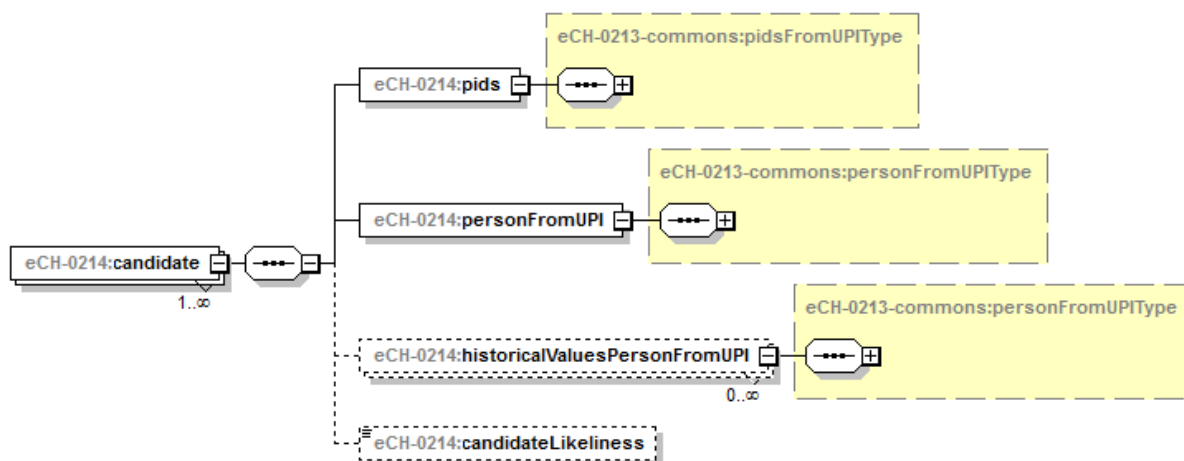 eCH-0213-commons:pidsFromUPIType
eCH-0214:pids
eCH-0213-commons:personFromUPIType
eCH-0214:personFromUPI
eCH-0214:candidate
1..∞
eCH-0213-commons:personFromUPIType
eCH-0214:historicalValuesPersonFromUPI
0..∞
eCH-0214:candidateLikeliness